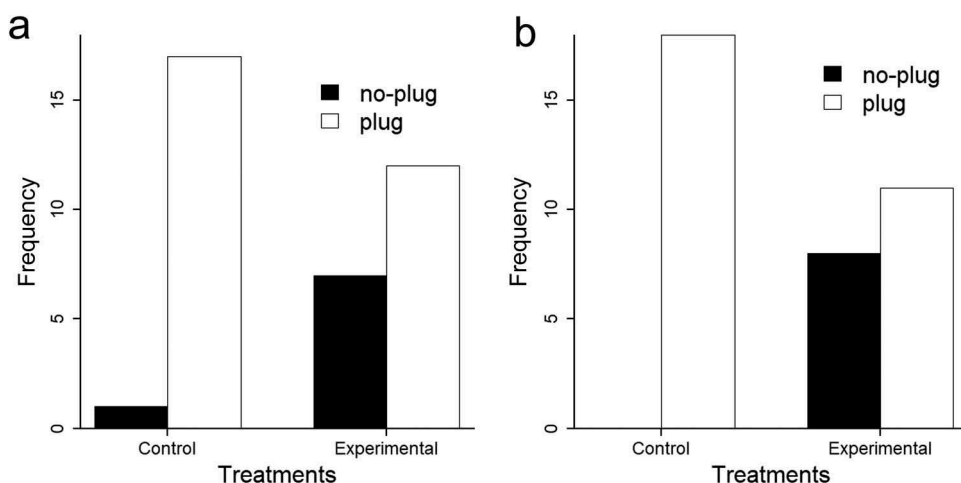 a
no-plug
plug
Frequency
15
10
5
0
Control Experimental
Treatments
b
no-plug
plug
Frequency
15
10
5
0
Control Experimental
Treatments